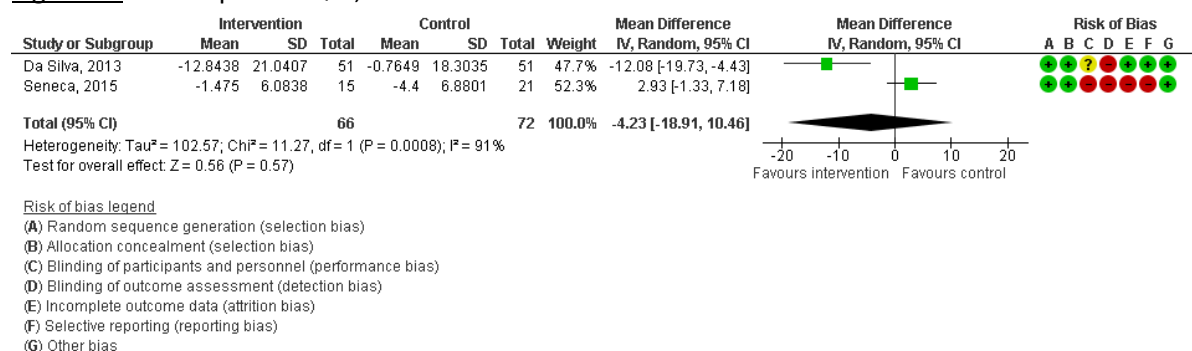 Intervention Control Mean Difference Mean Difference Risk of Bias
Study or Subgroup Mean SD Total Mean SD Total Weight IV, Random, 95% CI IV, Random, 95% CI A B C D E F G
Da Silva, 2013 -12.8438 21.0407 51 -0.7649 18.3035 51 47.7% -12.08 [-19.73, -4.43] + + ? - + + +
Seneca, 2015 -1.475 6.0838 15 -4.4 6.8801 21 52.3% 2.93 [-1.33, 7.18] + + - - - - +
Total (95% CI) 66 72 100.0% -4.23 [-18.91, 10.46]
Heterogeneity: Tau² = 102.57; Chi² = 11.27, df = 1 (P = 0.0008); I² = 91%
Test for overall effect: Z = 0.56 (P = 0.57)
-20 -10 0 10 20
Favours intervention Favours control
Risk of bias legend
(A) Random sequence generation (selection bias)
(B) Allocation concealment (selection bias)
(C) Blinding of participants and personnel (performance bias)
(D) Blinding of outcome assessment (detection bias)
(E) Incomplete outcome data (attrition bias)
(F) Selective reporting (reporting bias)
(G) Other bias